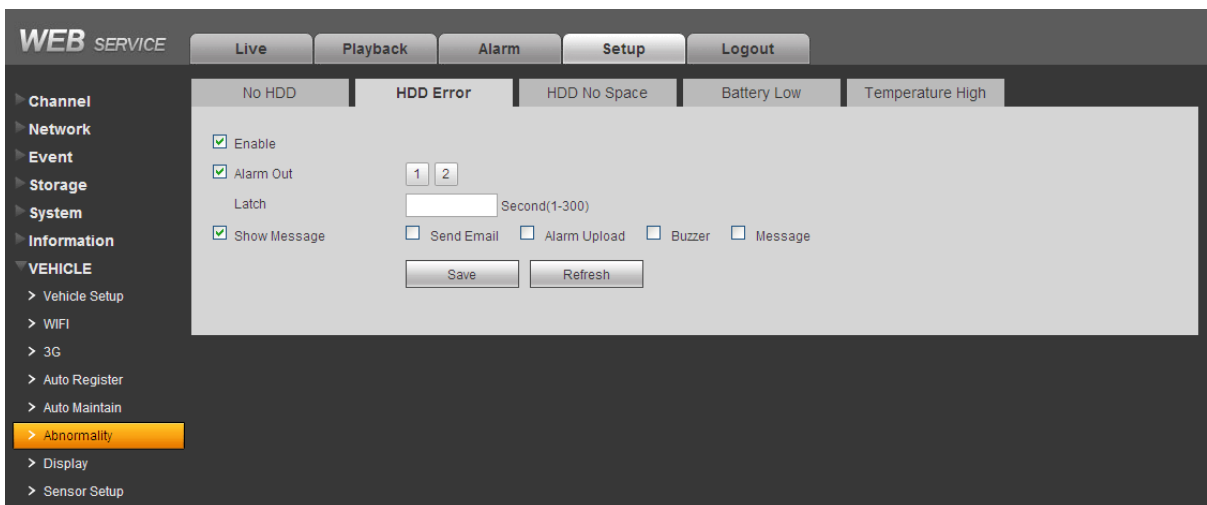 WEB SERVICE
Live Playback Alarm Setup Logout
No HDD HDD Error HDD No Space Battery Low Temperature High
Channel
Network
Event
Storage
System
Information
VEHICLE
> Vehicle Setup
> WIFI
> 3G
> Auto Register
> Auto Maintain
> Abnormality
> Display
> Sensor Setup
Enable
Alarm Out 1 2
Latch Second(1-300)
Show Message Send Email Alarm Upload Buzzer Message
Save Refresh